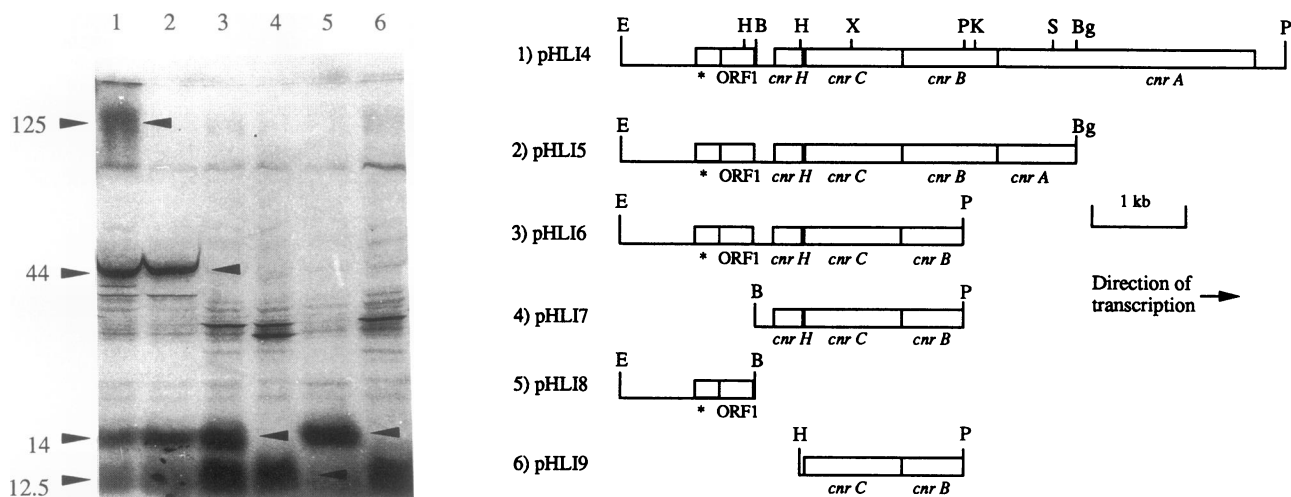 1 2 3 4 5 6
125
44
14
12.5
E H B H X P K S Bg P
1) pHLI4
* ORF1 cnr H cnr C cnr B cnr A
E Bg
2) pHLI5
* ORF1 cnr H cnr C cnr B cnr A
1 kb
E P
3) pHLI6
* ORF1 cnr H cnr C cnr B
Direction of
transcription
B P
4) pHLI7
cnr H cnr C cnr B
E B
5) pHLI8
* ORF1
H P
6) pHLI9
cnr C cnr B